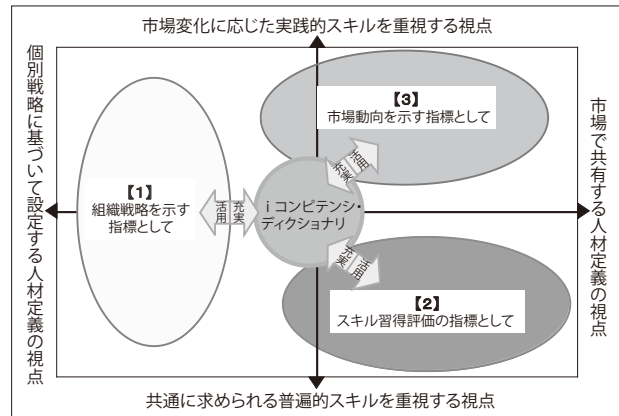 市場変化に応じた実践的スキルを重視する視点
個別戦略に基づいて設定する人材定義の視点
【3】
市場動向を示す指標として
活用
充実
【1】
組織戦略を示す
指標として
活用
充実
iコンピテンシ・
ディクショナリ
充実
活用
【2】
スキル習得評価の指標として
市場で共有する人材定義の視点
共通に求められる普遍的スキルを重視する視点